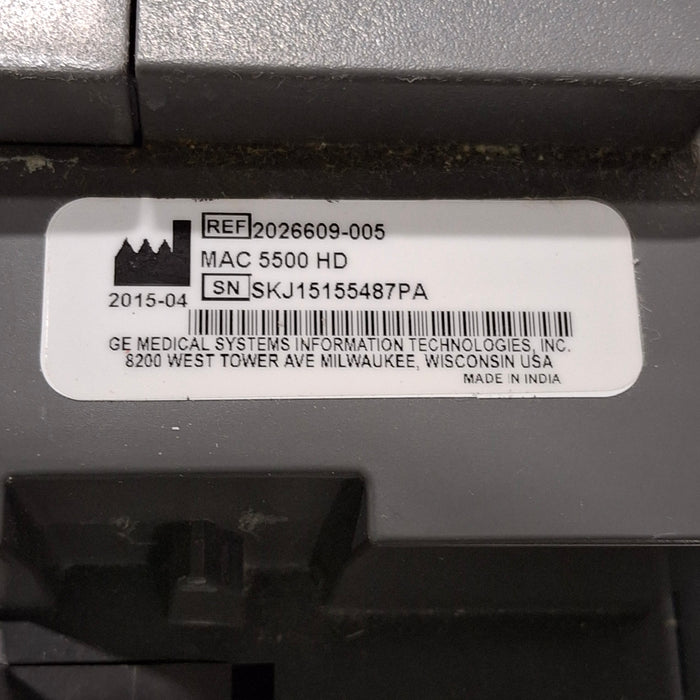 REF 2026609-005
MAC 5500 HD
SN SKJ15155487PA
2015-04
GE MEDICAL SYSTEMS INFORMATION TECHNOLOGIES, INC.
8200 WEST TOWER AVE MILWAUKEE, WISCONSIN USA
MADE IN INDIA